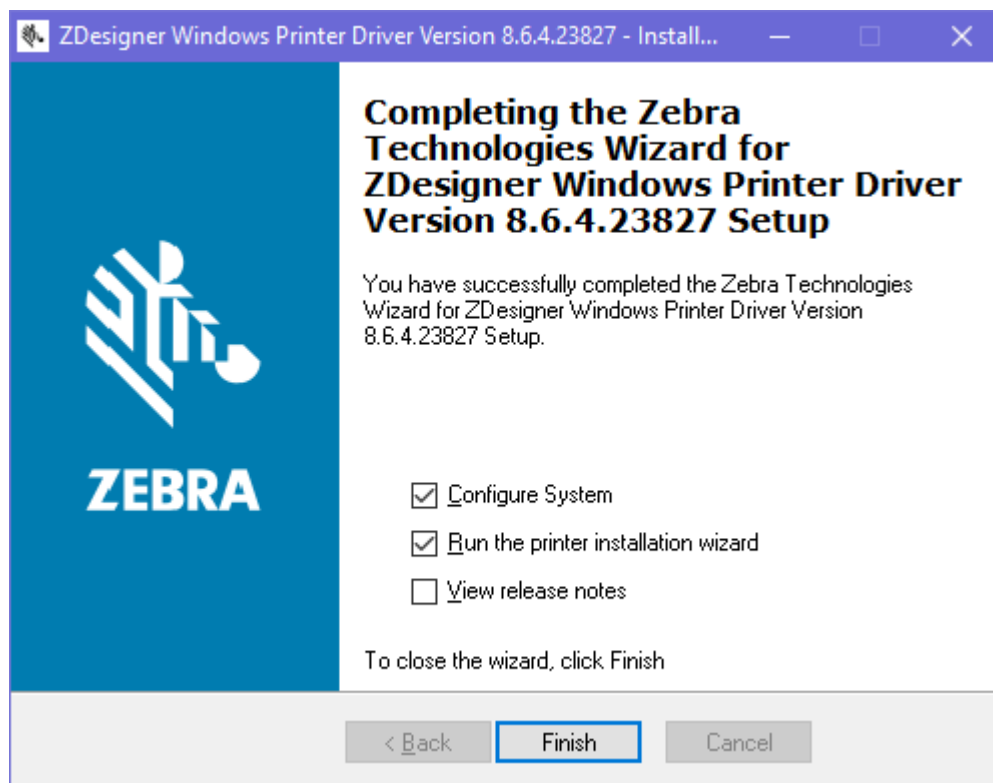 ZDesigner Windows Printer Driver Version 8.6.4.23827 - Install...
Completing the Zebra
Technologies Wizard for
ZDesigner Windows Printer Driver
Version 8.6.4.23827 Setup
You have successfully completed the Zebra Technologies
Wizard for ZDesigner Windows Printer Driver Version
8.6.4.23827 Setup.
ZEBRA
Configure System
Run the printer installation wizard
View release notes
To close the wizard, click Finish
< Back Finish Cancel